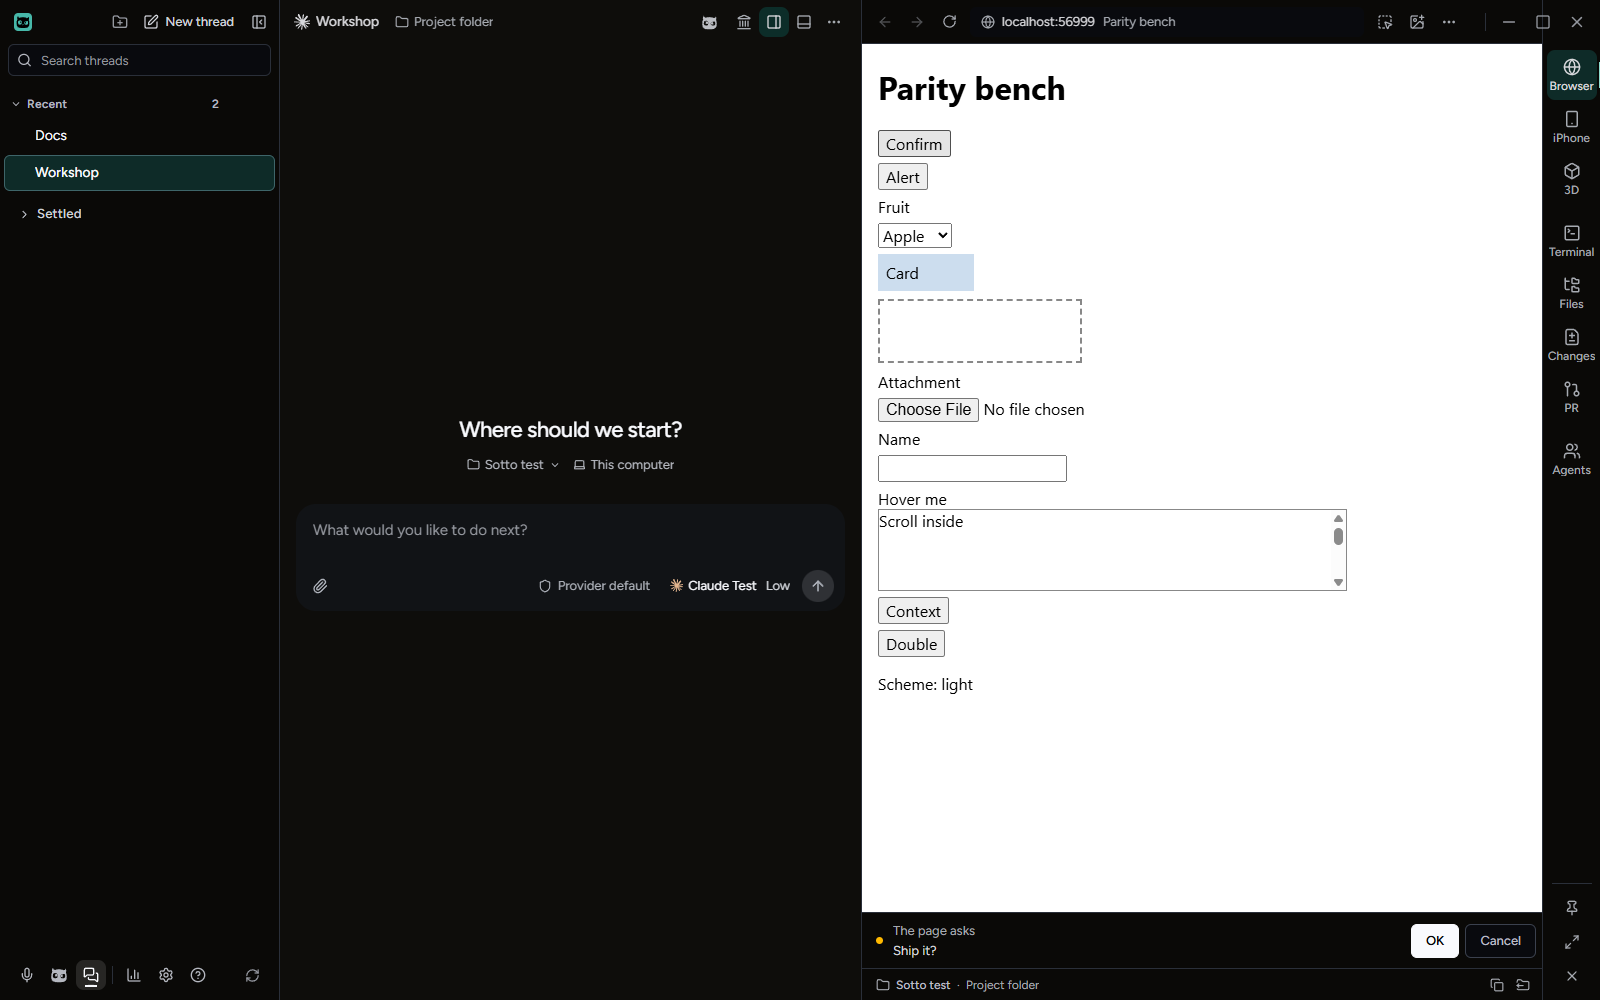 New thread
Search threads
Recent 2
Docs
Workshop
Settled
Workshop Project folder
Where should we start?
Sotto test This computer
What would you like to do next?
Provider default Claude Test Low
localhost:56999 Parity bench
Parity bench
Confirm
Alert
Fruit
Apple
Card
Attachment
Choose File No file chosen
Name
Hover me
Scroll inside
Context
Double
Scheme: light
The page asks
Ship it?
OK Cancel
Sotto test · Project folder
Browser
iPhone
3D
Terminal
Files
Changes
PR
Agents